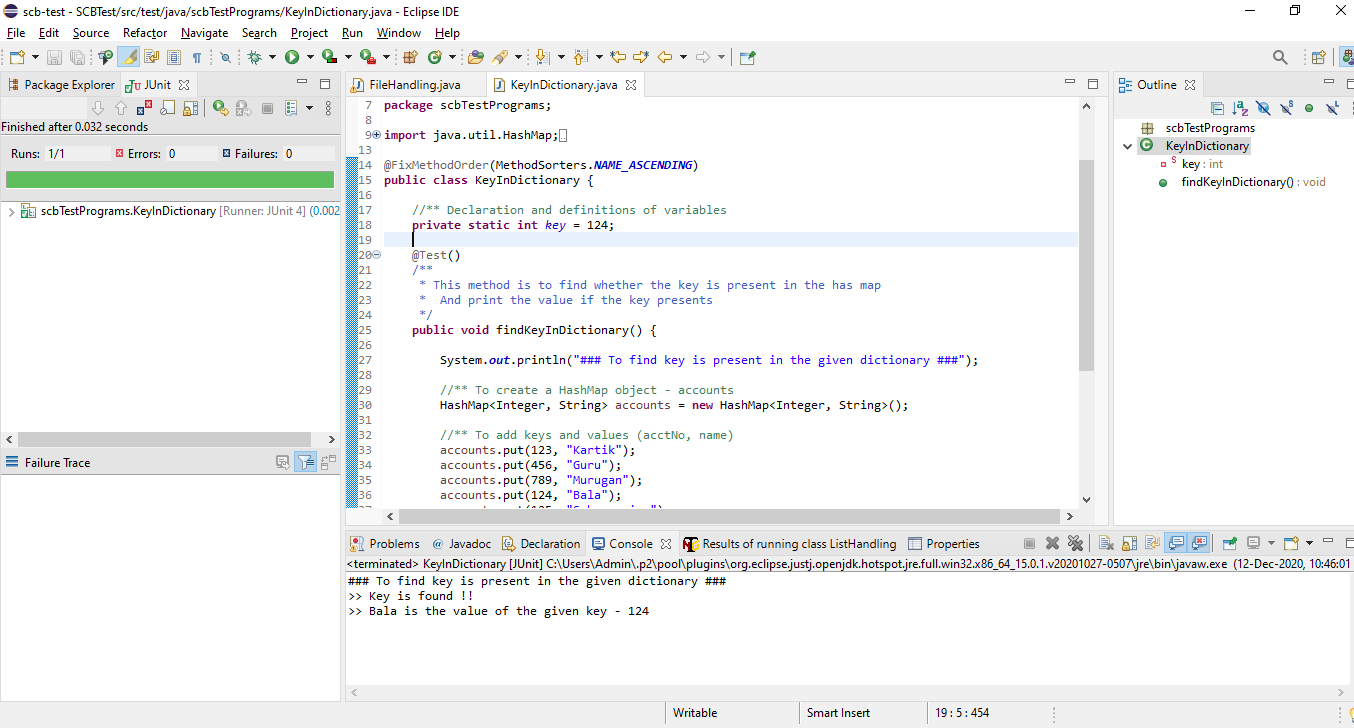 scb-test - SCBTest/src/test/java/scbTestPrograms/KeyInDictionary.java - Eclipse IDE
File Edit Source Refactor Navigate Search Project Run Window Help
Package Explorer JUnit
Finished after 0.032 seconds
Runs: 1/1 Errors: 0 Failures: 0
scbTestPrograms.KeyInDictionary [Runner: JUnit 4] (0.002
Failure Trace
FileHandling.java KeyInDictionary.java
7 package scbTestPrograms;
8
9 import java.util.HashMap;
13
14 @FixMethodOrder(MethodSorters.NAME_ASCENDING)
15 public class KeyInDictionary {
16
17 //** Declaration and definitions of variables
18 private static int key = 124;
19
20 @Test()
21 /**
22 * This method is to find whether the key is present in the has map
23 * And print the value if the key presents
24 */
25 public void findKeyInDictionary() {
26
27 System.out.println("### To find key is present in the given dictionary ###");
28
29 //** To create a HashMap object - accounts
30 HashMap<Integer, String> accounts = new HashMap<Integer, String>();
31
32 //** To add keys and values (acctNo, name)
33 accounts.put(123, "Kartik");
34 accounts.put(456, "Guru");
35 accounts.put(789, "Murugan");
36 accounts.put(124, "Bala");
Outline
scbTestPrograms
KeyInDictionary
key : int
findKeyInDictionary() : void
Problems Javadoc Declaration Console Results of running class ListHandling Properties
<terminated> KeyInDictionary [JUnit] C:\Users\Admin\.p2\pool\plugins\org.eclipse.justj.openjdk.hotspot.jre.full.win32.x86_64_15.0.1.v20201027-0507\jre\bin\javaw.exe (12-Dec-2020, 10:46:01
### To find key is present in the given dictionary ###
>> Key is found !!
>> Bala is the value of the given key - 124
Writable Smart Insert 19 : 5 : 454